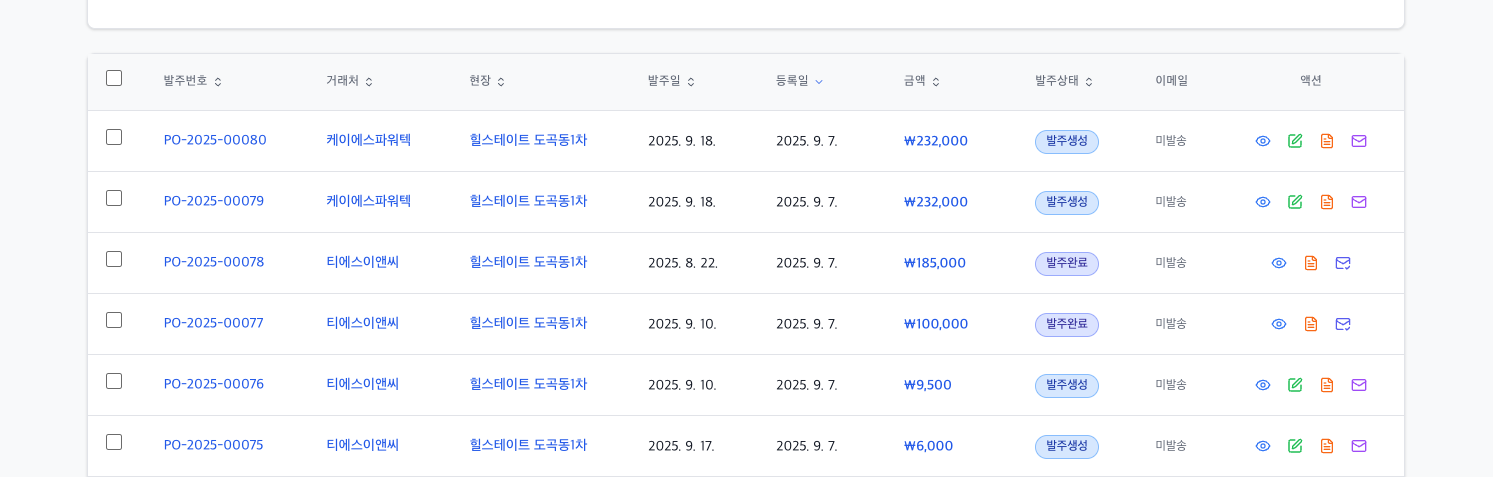 발주번호 거래처 현장 발주일 등록일 금액 발주상태 이메일 액션
PO-2025-00080 케이에스파워텍 힐스테이트 도곡동1차 2025. 9. 18. 2025. 9. 7. ₩232,000 발주생성 미발송
PO-2025-00079 케이에스파워텍 힐스테이트 도곡동1차 2025. 9. 18. 2025. 9. 7. ₩232,000 발주생성 미발송
PO-2025-00078 티에스이앤씨 힐스테이트 도곡동1차 2025. 8. 22. 2025. 9. 7. ₩185,000 발주완료 미발송
PO-2025-00077 티에스이앤씨 힐스테이트 도곡동1차 2025. 9. 10. 2025. 9. 7. ₩100,000 발주완료 미발송
PO-2025-00076 티에스이앤씨 힐스테이트 도곡동1차 2025. 9. 10. 2025. 9. 7. ₩9,500 발주생성 미발송
PO-2025-00075 티에스이앤씨 힐스테이트 도곡동1차 2025. 9. 17. 2025. 9. 7. ₩6,000 발주생성 미발송